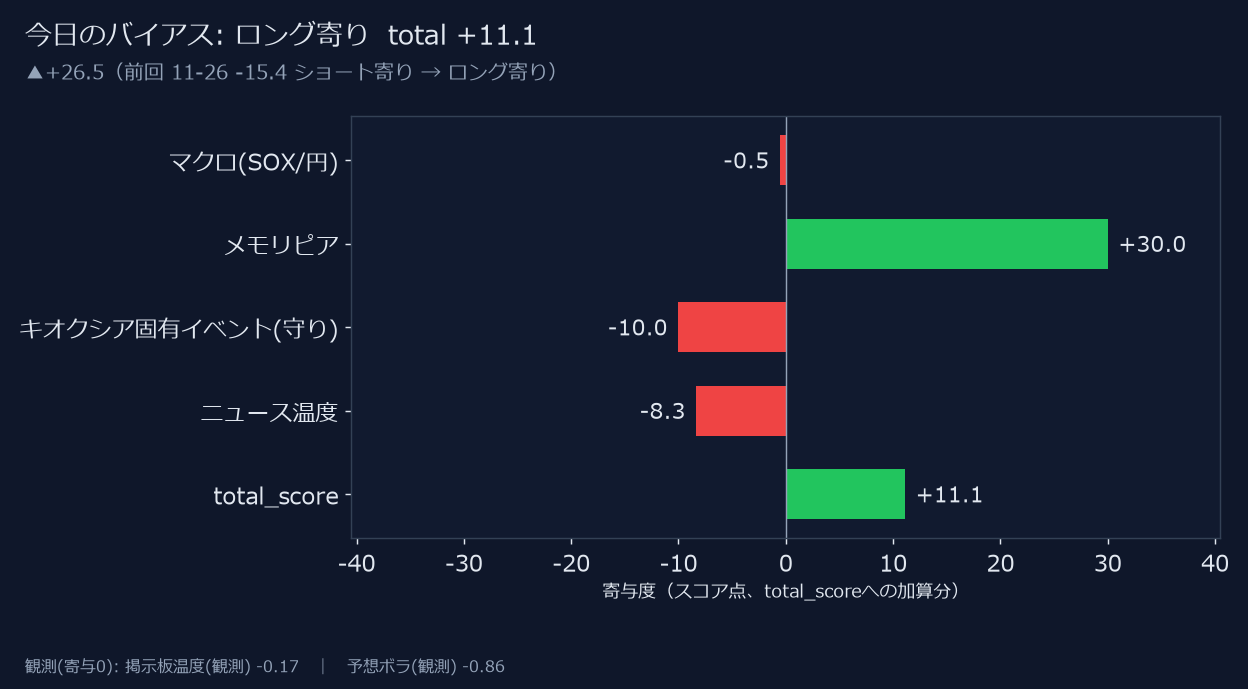 今日のバイアス: ロング寄り  total +11.1
▲+26.5（前回 11-26 -15.4 ショート寄り → ロング寄り）
マクロ(SOX/円)
-0.5
メモリピア
+30.0
キオクシア固有イベント(守り)
-10.0
ニュース温度
-8.3
total_score
+11.1
-40 -30 -20 -10 0 10 20 30 40
寄与度（スコア点、total_scoreへの加算分）
観測(寄与0): 掲示板温度(観測) -0.17 ｜ 予想ボラ(観測) -0.86